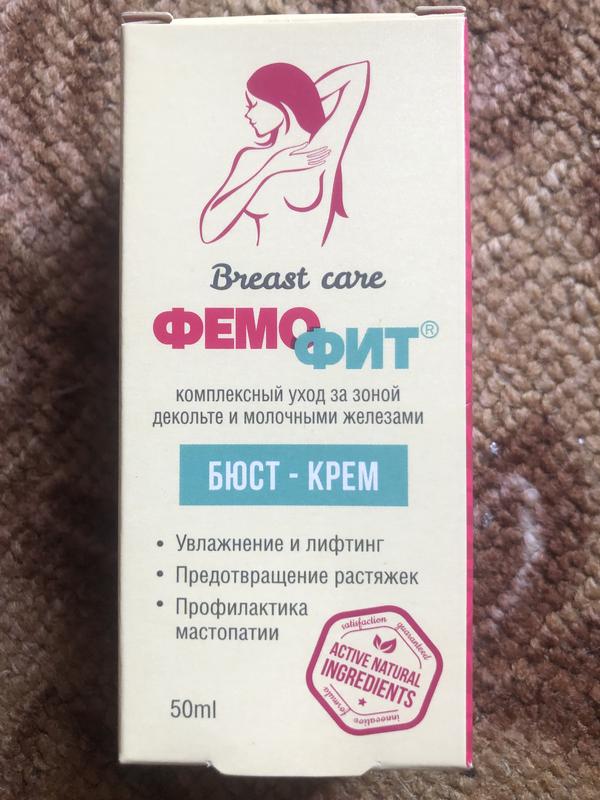 Breast care
ФЕМОФИТ®
комплексный уход за зоной
декольте и молочными железами
БЮСТ - КРЕМ
• Увлажнение и лифтинг
• Предотвращение растяжек
• Профилактика
мастопатии
satisfaction guaranteed
ACTIVE NATURAL
INGREDIENTS
innovative formula
50ml